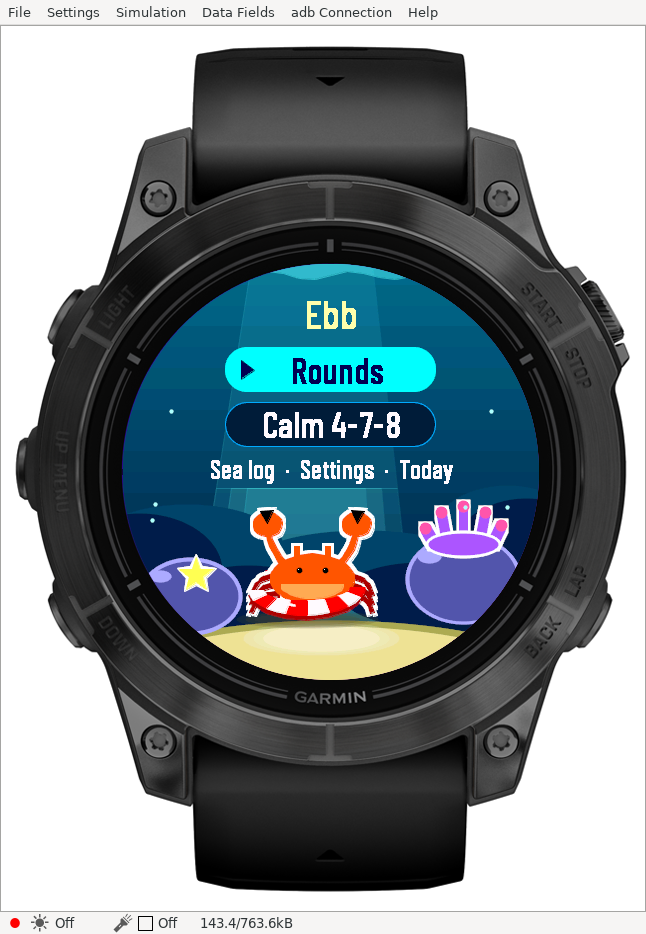 File Settings Simulation Data Fields adb Connection Help
LIGHT
START
STOP
Ebb
Rounds
Calm 4-7-8
UP MENU
Sea log · Settings · Today
DOWN
BACK
LAP
GARMIN
Off
Off
143.4/763.6kB